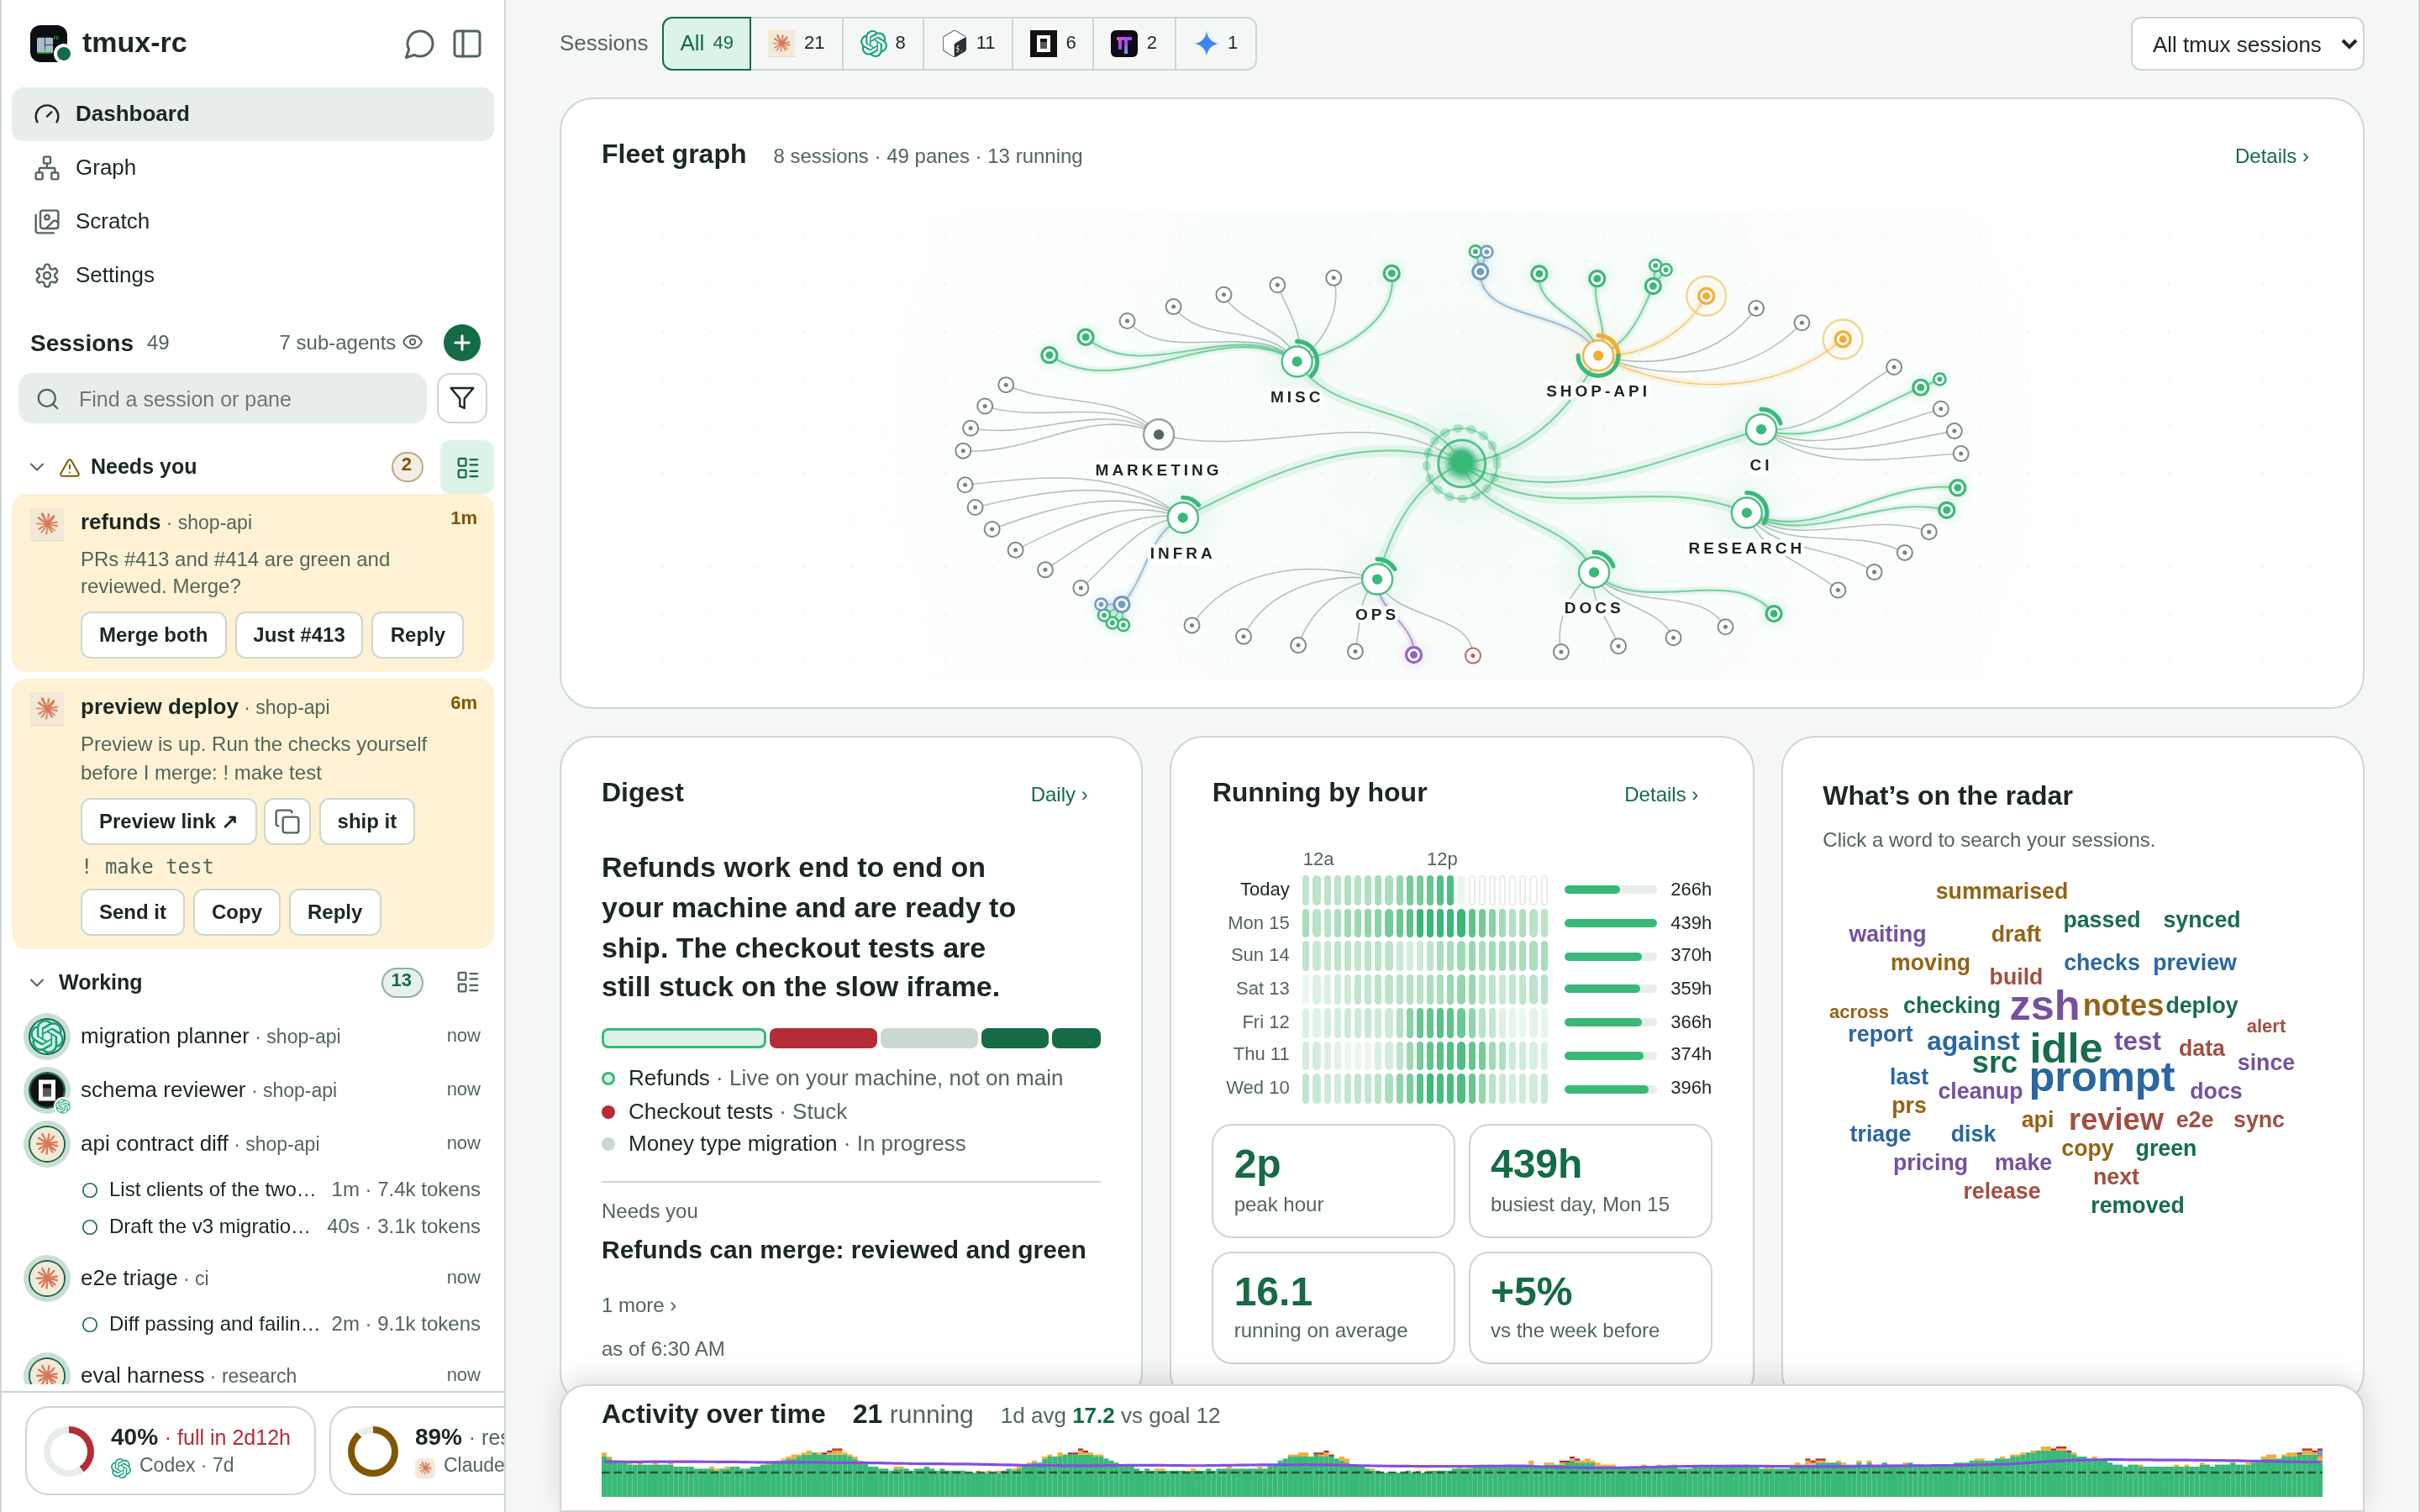 tmux-rc
Dashboard
Graph
Scratch
Settings
Sessions 49 7 sub-agents
Find a session or pane
Needs you 2
refunds · shop-api 1m
PRs #413 and #414 are green and
reviewed. Merge?
Merge both Just #413 Reply
preview deploy · shop-api 6m
Preview is up. Run the checks yourself
before I merge: ! make test
Preview link ↗ ship it
! make test
Send it Copy Reply
Working 13
migration planner · shop-api now
schema reviewer · shop-api now
api contract diff · shop-api now
List clients of the two… 1m · 7.4k tokens
Draft the v3 migratio… 40s · 3.1k tokens
e2e triage · ci now
Diff passing and failin… 2m · 9.1k tokens
eval harness · research now
40% · full in 2d12h
Codex · 7d
89% · res
Claude
Sessions All 49 21 8 11 6 2 1
All tmux sessions
Fleet graph 8 sessions · 49 panes · 13 running Details ›
MISC
SHOP-API
MARKETING
CI
INFRA
RESEARCH
OPS
DOCS
Digest Daily ›
Refunds work end to end on
your machine and are ready to
ship. The checkout tests are
still stuck on the slow iframe.
Refunds · Live on your machine, not on main
Checkout tests · Stuck
Money type migration · In progress
Needs you
Refunds can merge: reviewed and green
1 more ›
as of 6:30 AM
Running by hour Details ›
12a 12p
Today 266h
Mon 15 439h
Sun 14 370h
Sat 13 359h
Fri 12 366h
Thu 11 374h
Wed 10 396h
2p
peak hour
439h
busiest day, Mon 15
16.1
running on average
+5%
vs the week before
What’s on the radar
Click a word to search your sessions.
summarised
waiting draft passed synced
moving build checks preview
across checking zsh notes deploy
report against idle test data alert
last src prompt since
cleanup docs
prs api review e2e sync
triage disk copy green
pricing make next
release removed
Activity over time 21 running 1d avg 17.2 vs goal 12